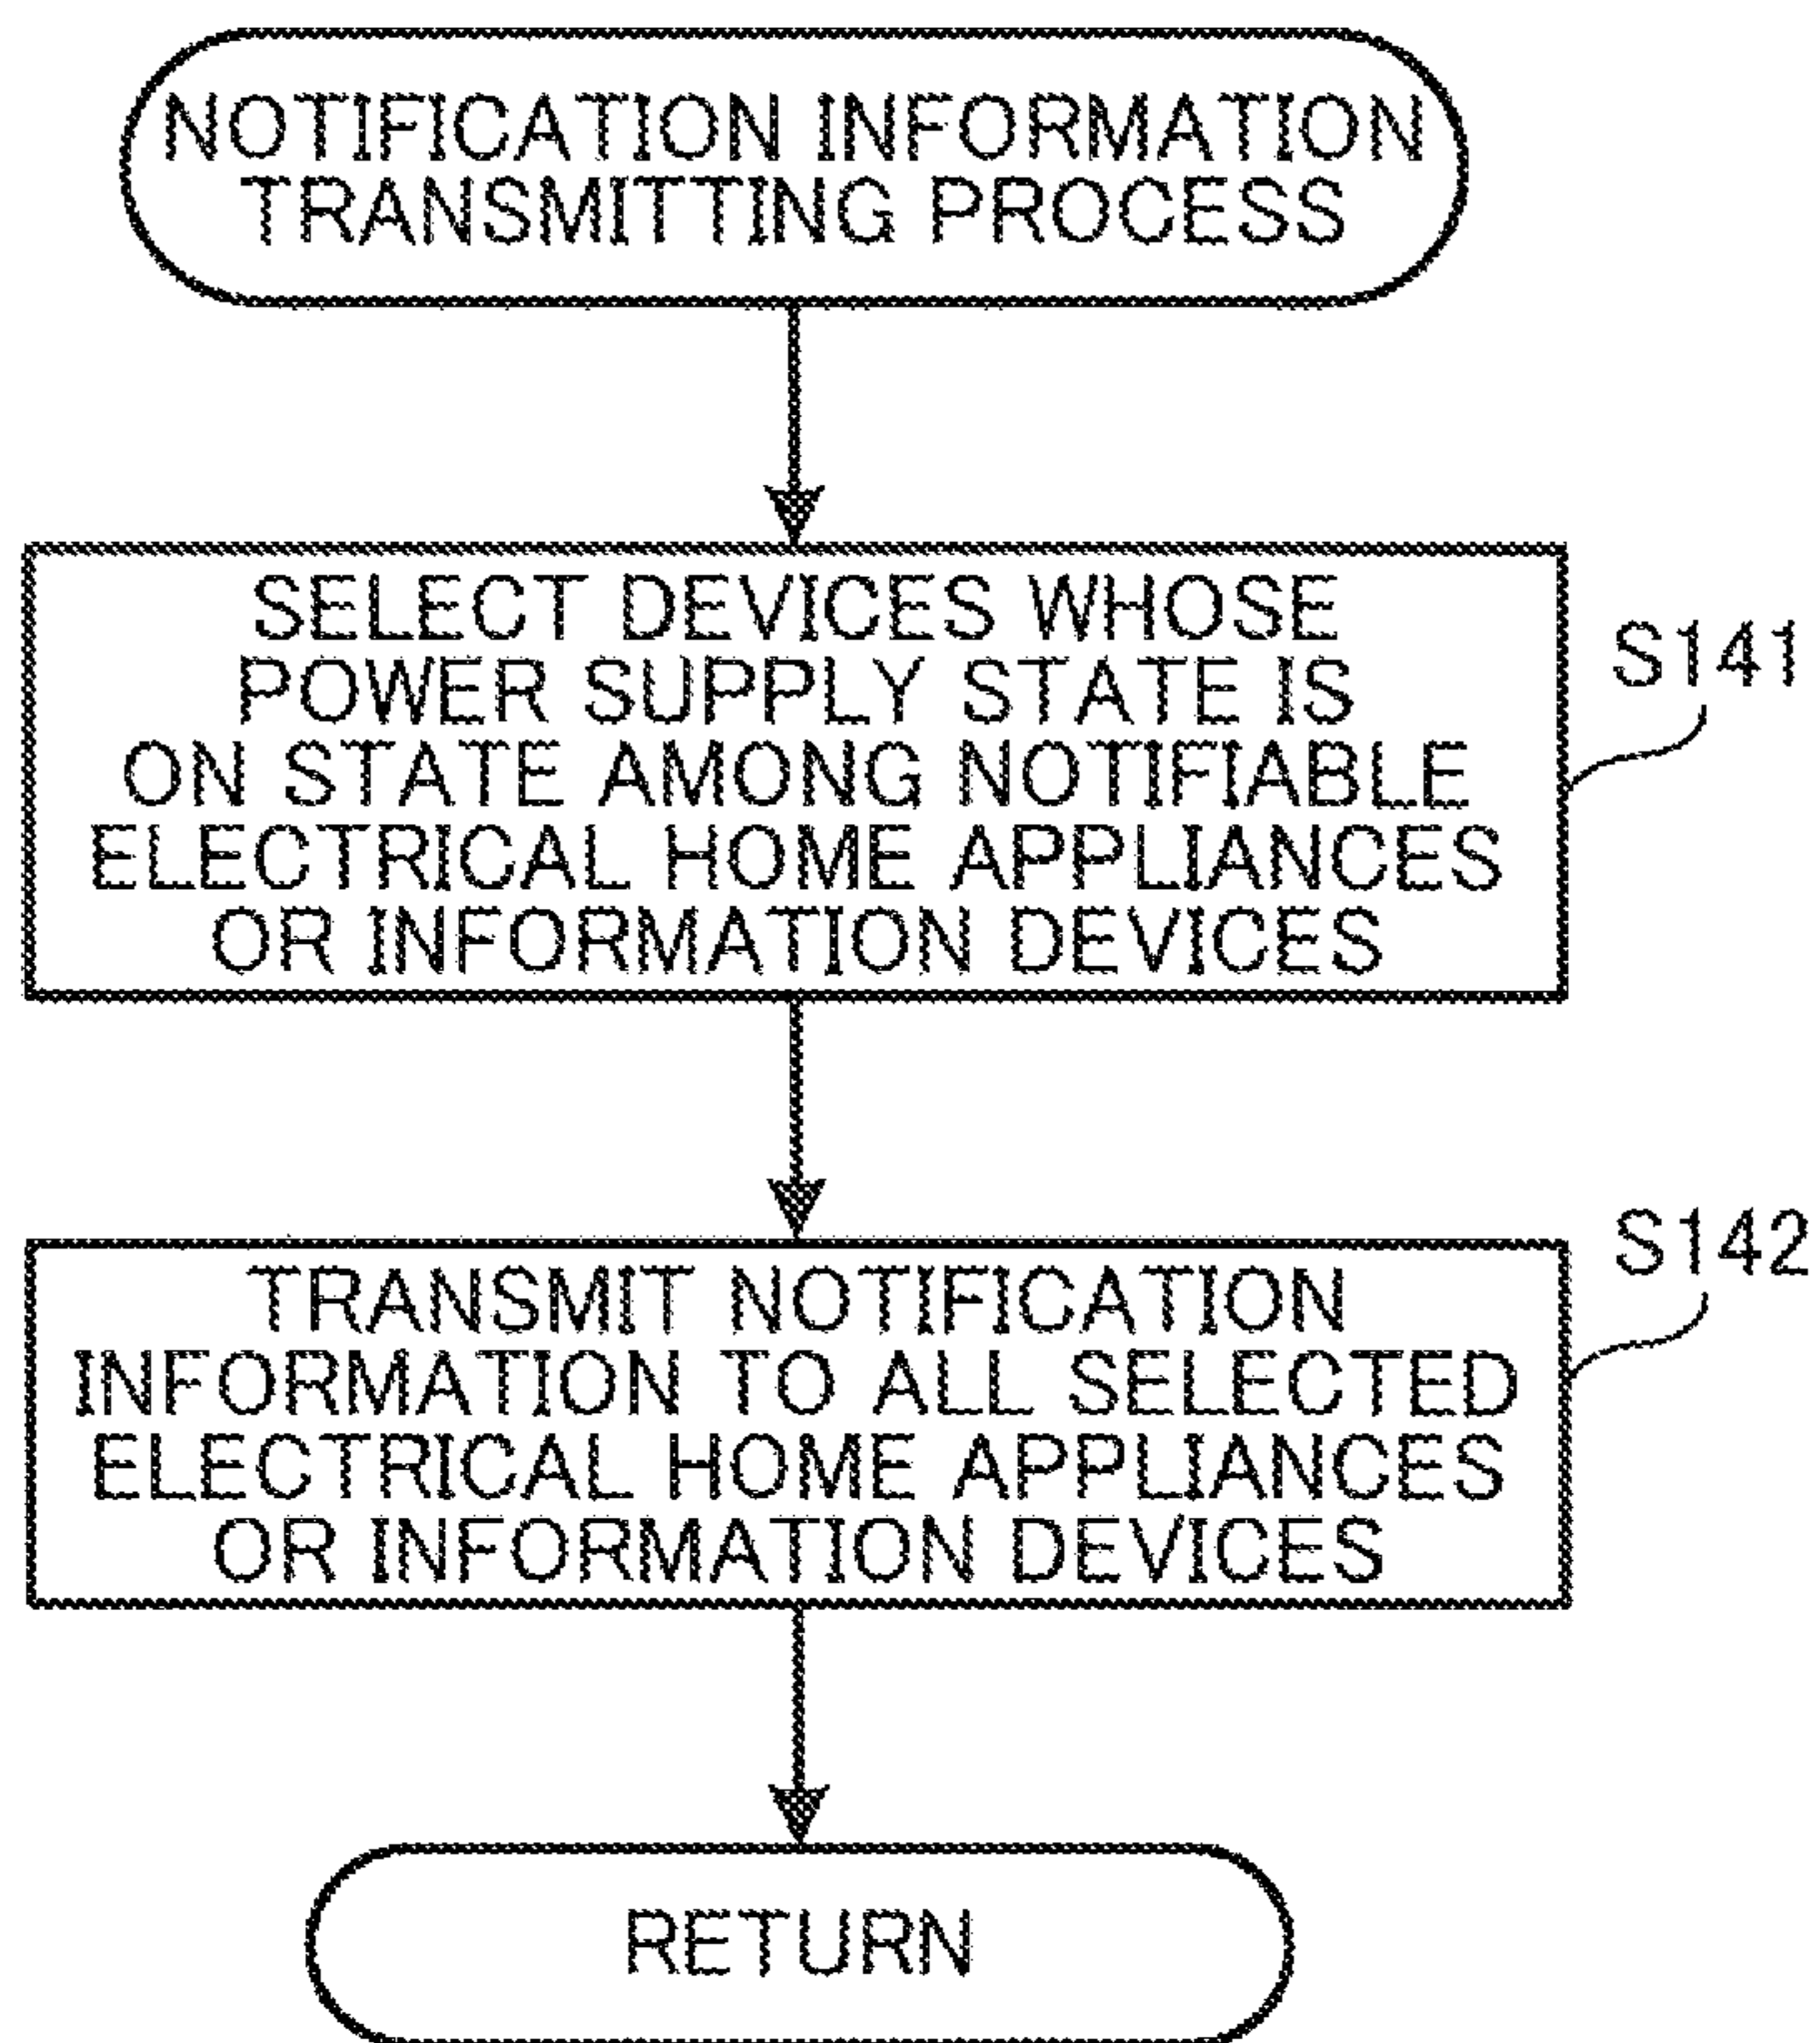 NOTIFICATION INFORMATION
TRANSMITTING PROCESS
SELECT DEVICES WHOSE
POWER SUPPLY STATE IS
ON STATE AMONG NOTIFIABLE
ELECTRICAL HOME APPLIANCES
OR INFORMATION DEVICES
S141
TRANSMIT NOTIFICATION
INFORMATION TO ALL SELECTED
ELECTRICAL HOME APPLIANCES
OR INFORMATION DEVICES
S142
RETURN